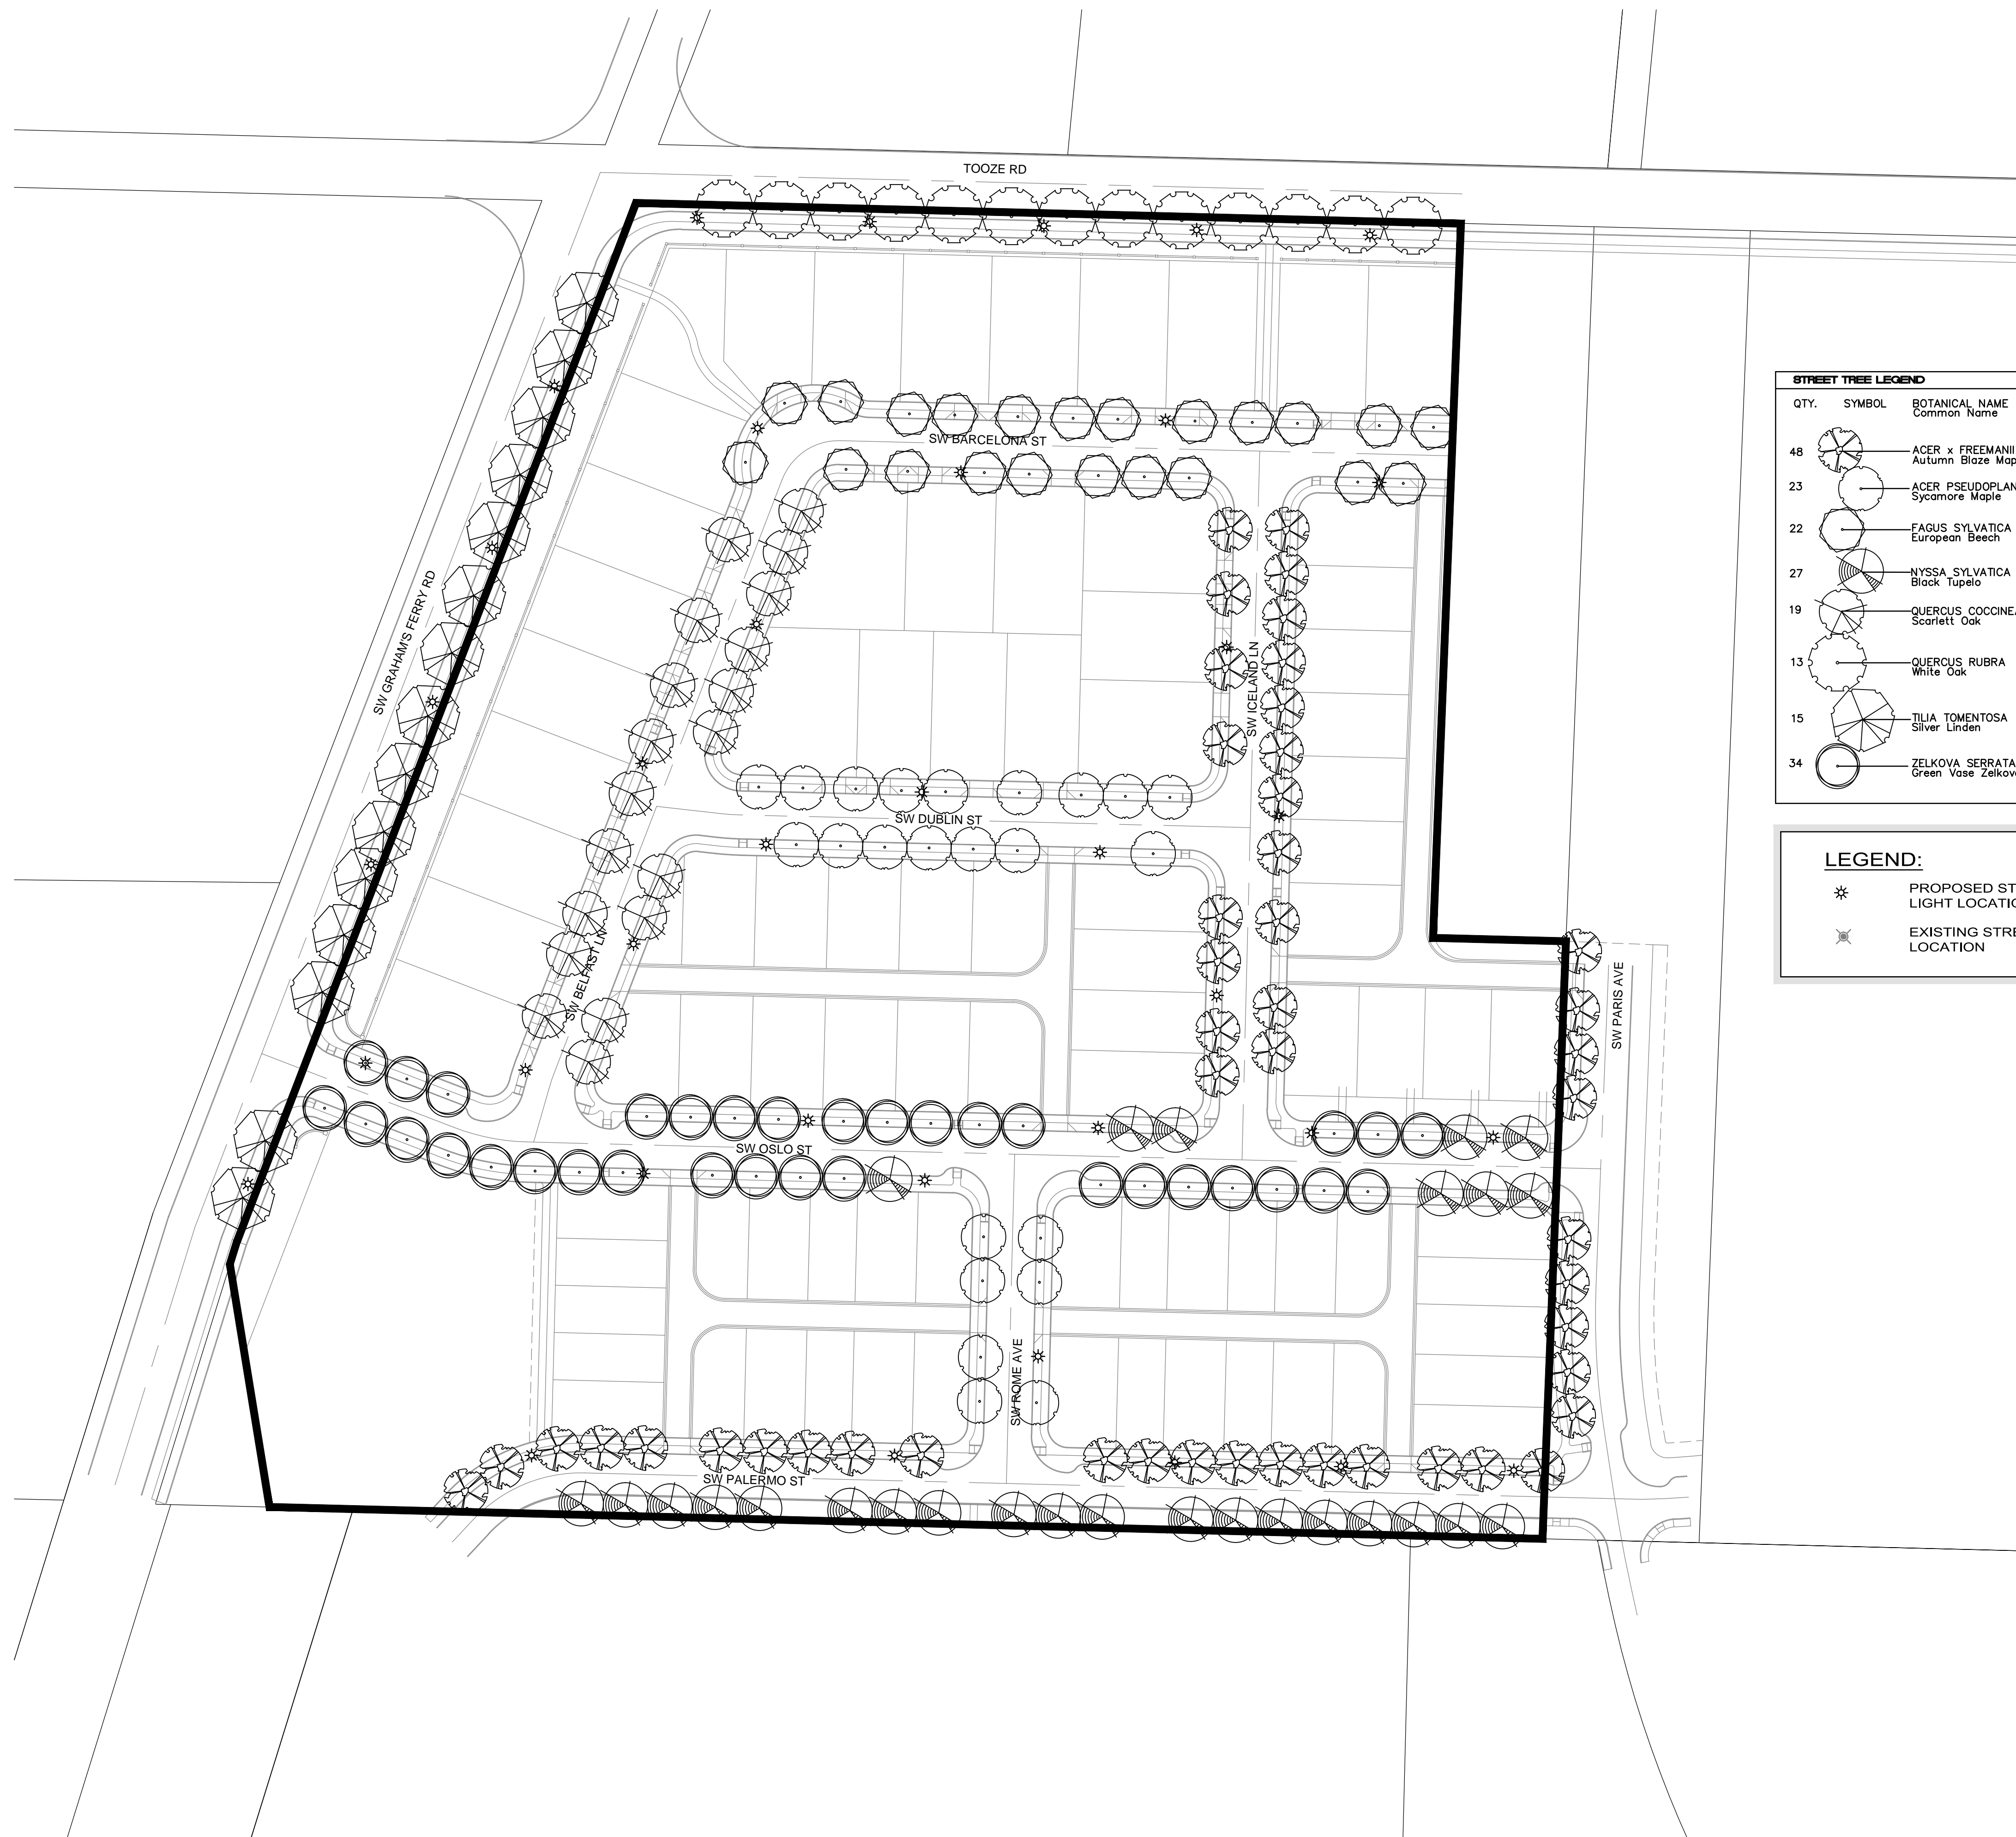 TOOZE RD
SW GRAHAM'S FERRY RD
SW BARCELONA ST
SW ICELAND LN
SW DUBLIN ST
SW BELFAST LN
SW PARIS AVE
SW OSLO ST
SW ROME AVE
SW PALERMO ST
STREET TREE LEGEND
QTY. SYMBOL BOTANICAL NAME
Common Name
48 ACER x FREEMANII
Autumn Blaze Map
23 ACER PSEUDOPLAN
Sycamore Maple
22 FAGUS SYLVATICA
European Beech
27 NYSSA SYLVATICA
Black Tupelo
19 QUERCUS COCCINEA
Scarlett Oak
13 QUERCUS RUBRA
White Oak
15 TILIA TOMENTOSA
Silver Linden
34 ZELKOVA SERRATA
Green Vase Zelkova
LEGEND:
PROPOSED ST
LIGHT LOCATIO
EXISTING STRE
LOCATION